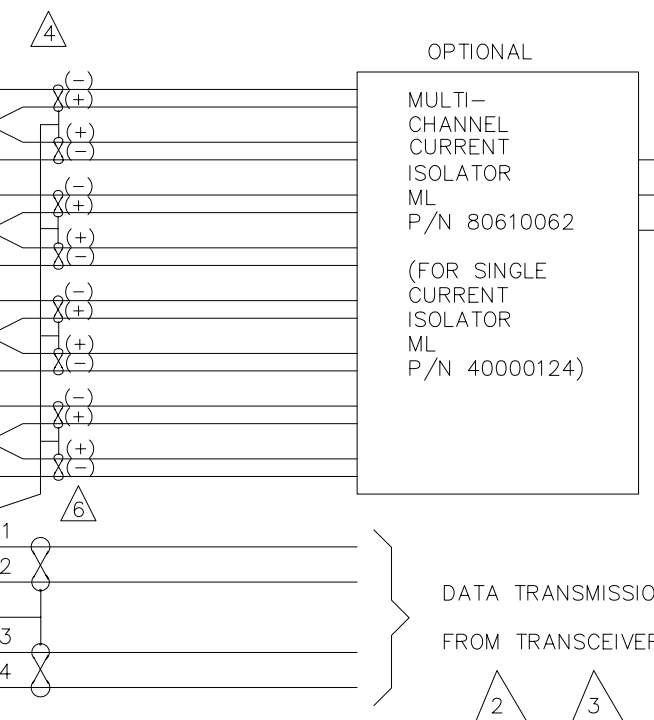 4
OPTIONAL
(-)
(+)
(+)
(-)
(-)
(+)
(+)
(-)
(-)
(+)
(+)
(-)
(-)
(+)
(+)
(-)
MULTI-
CHANNEL
CURRENT
ISOLATOR
ML
P/N 80610062
(FOR SINGLE
CURRENT
ISOLATOR
ML
P/N 40000124)
6
1
2
3
4
DATA TRANSMISSIO
FROM TRANSCEIVER
2 3